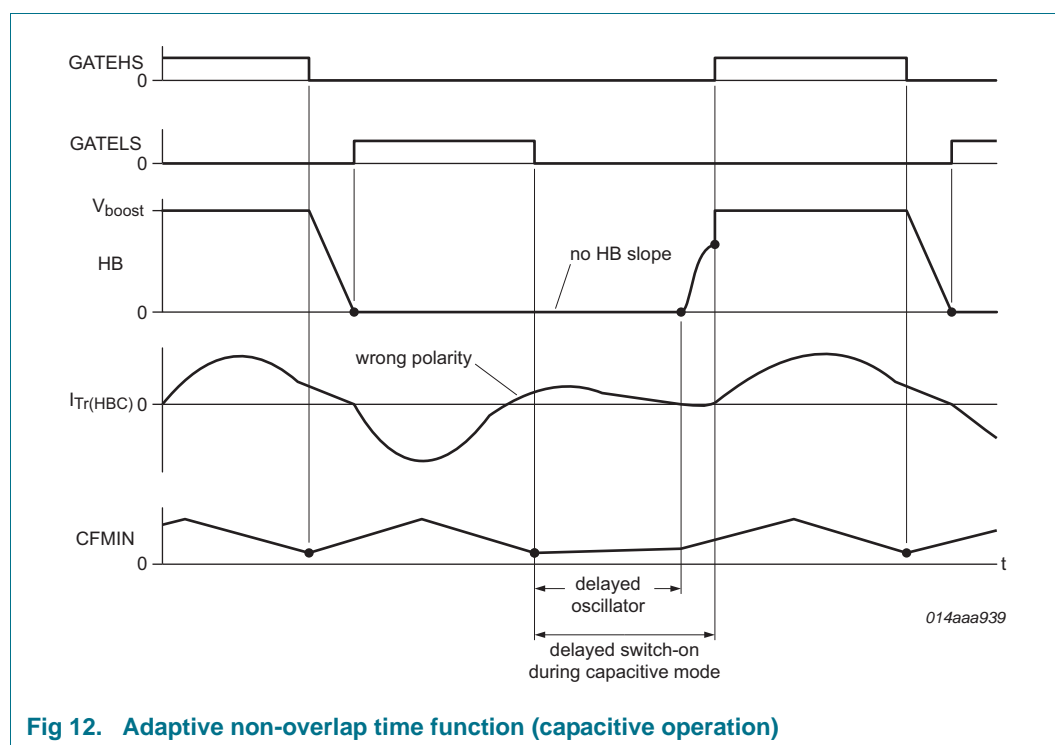 GATEHS
0
GATELS
0
Vboost
HB
no HB slope
0
wrong polarity
ITr(HBC) 0
CFMIN
0
t
delayed
oscillator
014aaa939
delayed switch-on
during capacitive mode
Fig 12. Adaptive non-overlap time function (capacitive operation)